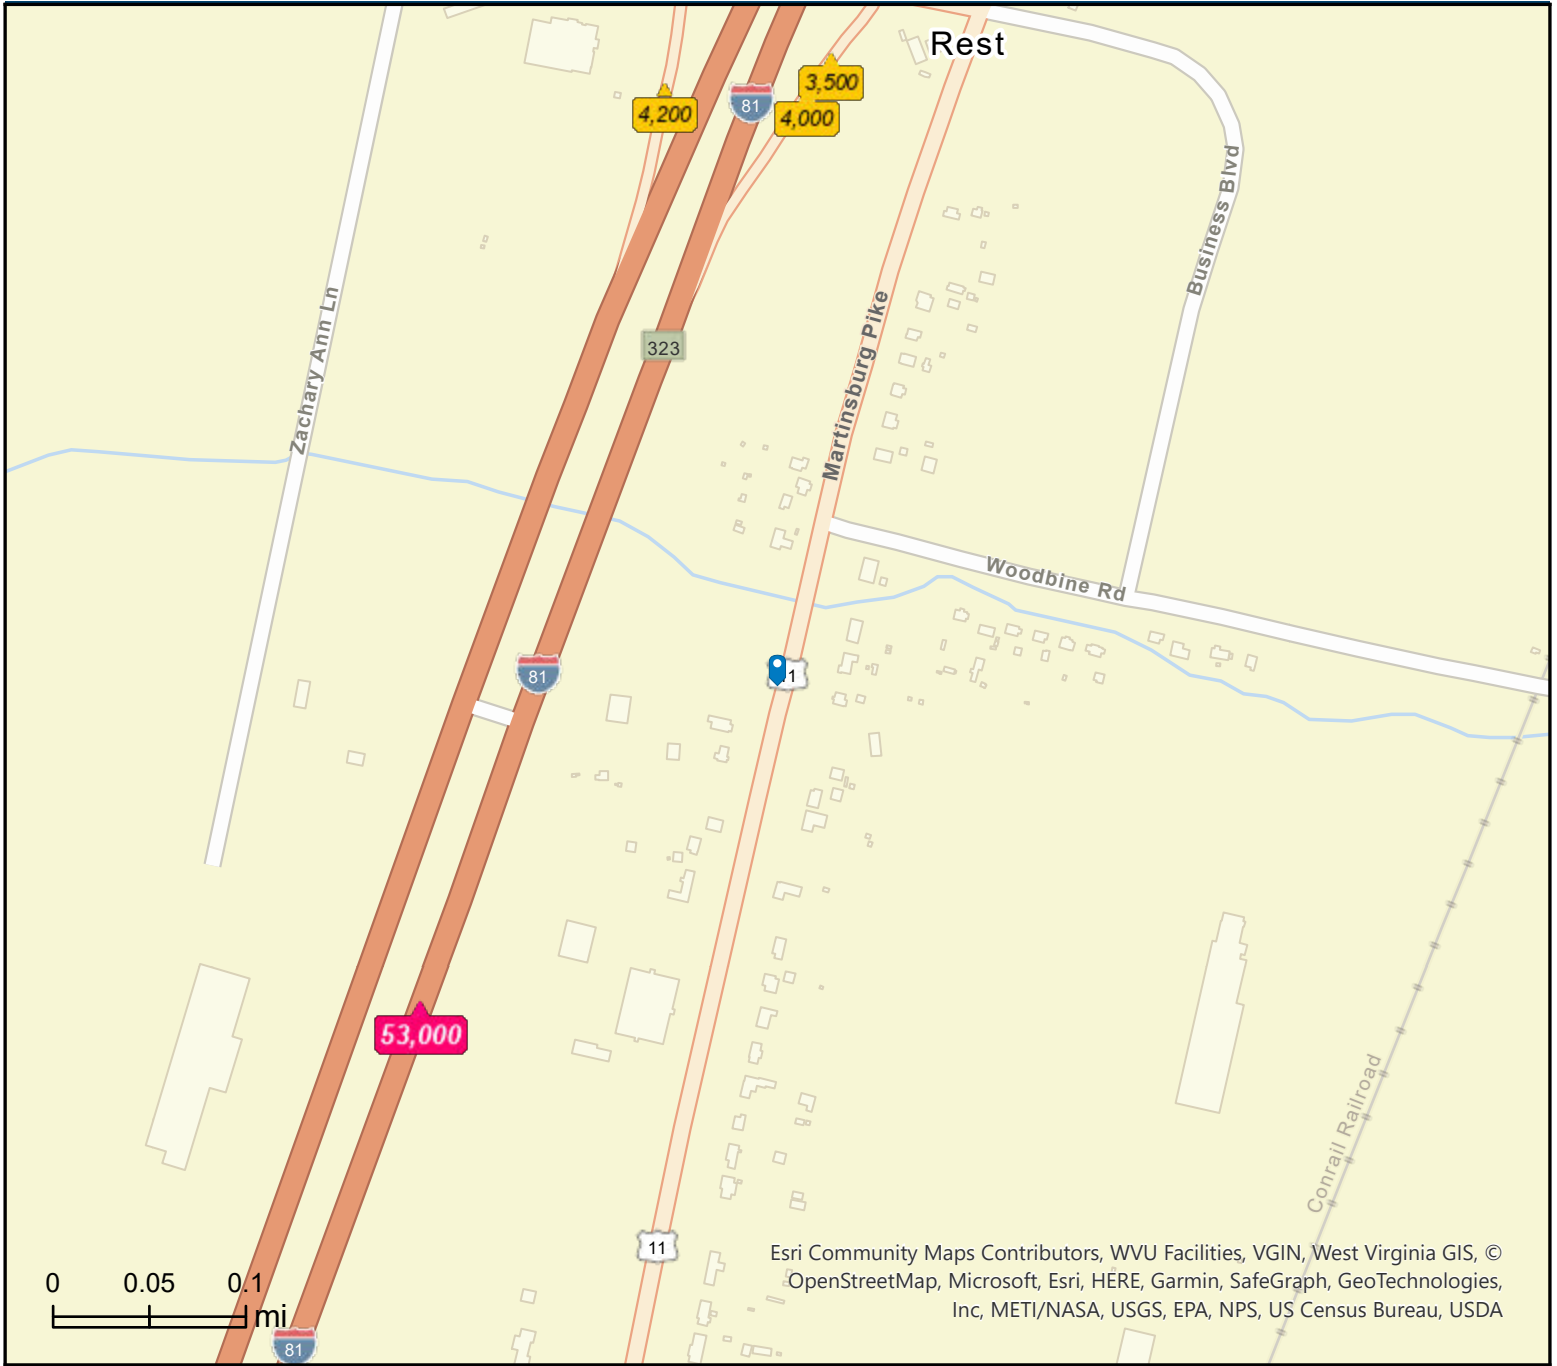 Rest
3,500
81
4,200
4,000
Business Blvd
Zachary Ann Ln
Martinsburg Pike
323
Woodbine Rd
81
1
53,000
Conrail Railroad
11
Esri Community Maps Contributors, WVU Facilities, VGIN, West Virginia GIS, ©
OpenStreetMap, Microsoft, Esri, HERE, Garmin, SafeGraph, GeoTechnologies,
Inc, METI/NASA, USGS, EPA, NPS, US Census Bureau, USDA
0 0.05 0.1
mi
81